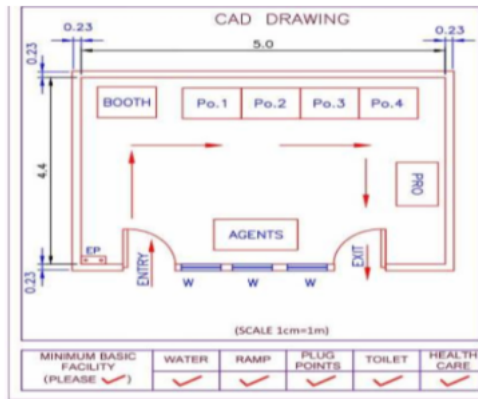 CAD DRAWING
0.23 5.0 0.23
0.23
BOOTH Po.1 Po.2 Po.3 Po.4
4.4
PRO
AGENTS
EP
ENTRY EXIT
0.23
W W W
(SCALE 1cm=1m)
MINIMUM BASIC FACILITY (PLEASE ✓) WATER RAMP PLUG POINTS TOILET HEALTH CARE
✓ ✓ ✓ ✓ ✓